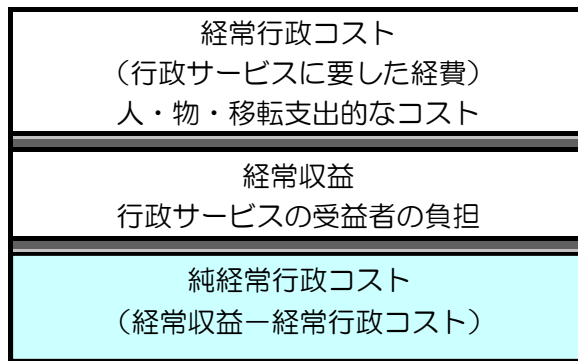 経常行政コスト
（行政サービスに要した経費）
人・物・移転支出的なコスト
経常収益
行政サービスの受益者の負担
純経常行政コスト
（経常収益－経常行政コスト）